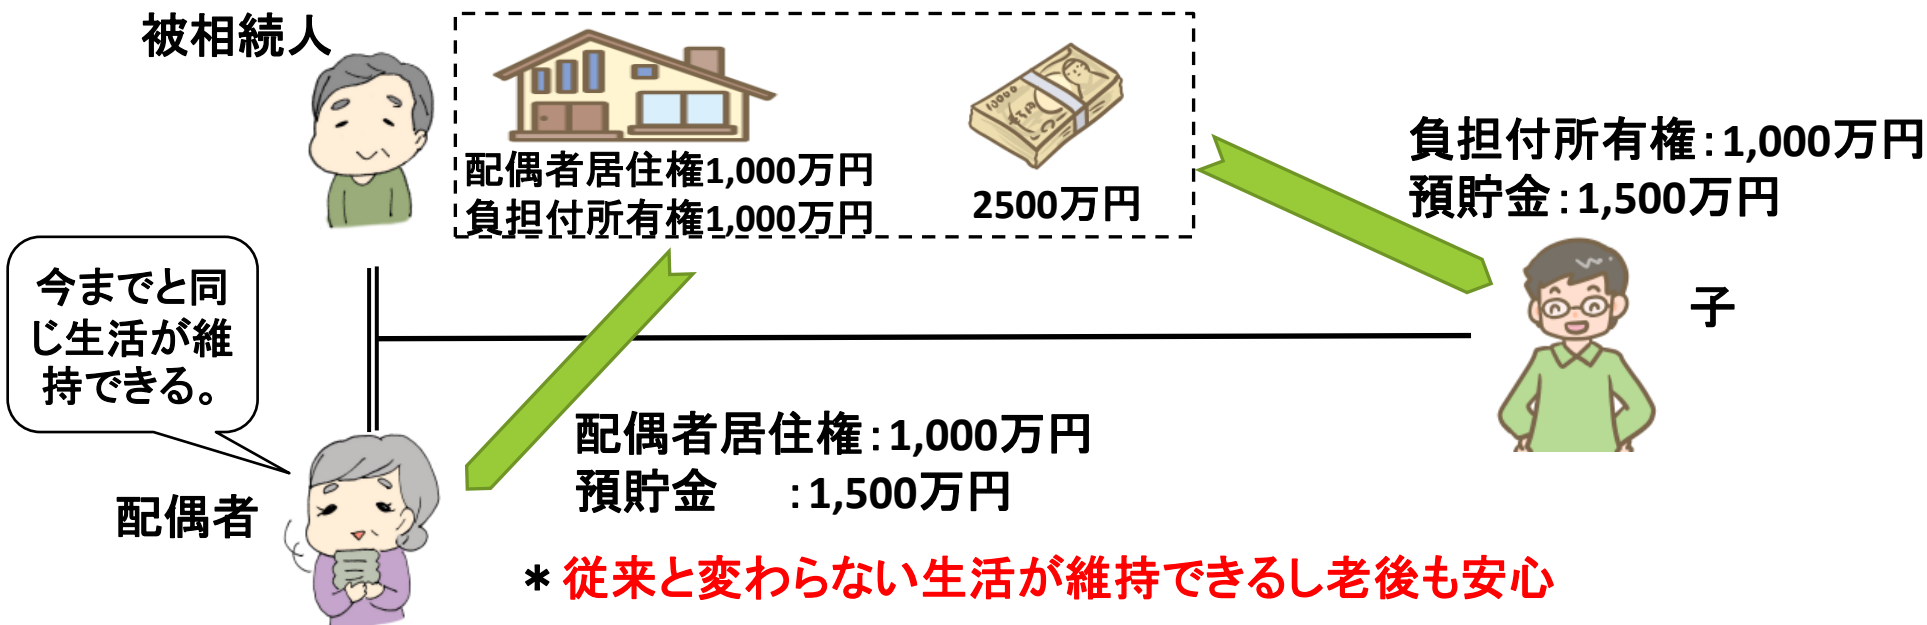 被相続人
配偶者居住権1,000万円
負担付所有権1,000万円
2500万円
負担付所有権：1,000万円
預貯金：1,500万円
今までと同
じ生活が維
持できる。
子
配偶者居住権：1,000万円
預貯金　：1,500万円
配偶者
＊従来と変わらない生活が維持できるし老後も安心